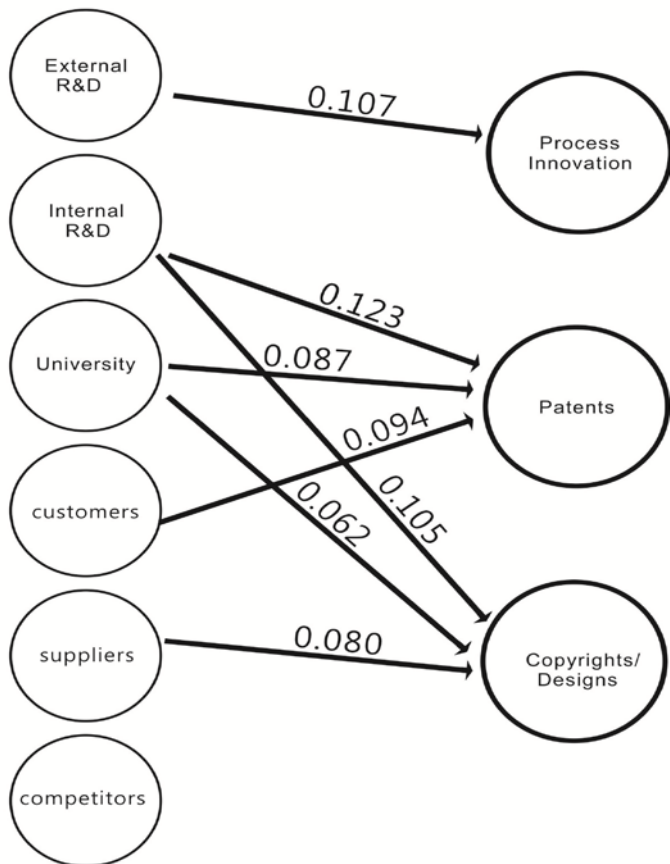 External
R&D
0.107
Process
Innovation
Internal
R&D
0.123
University
0.087
Patents
0.094
customers
0.062
0.105
suppliers
0.080
Copyrights/
Designs
competitors